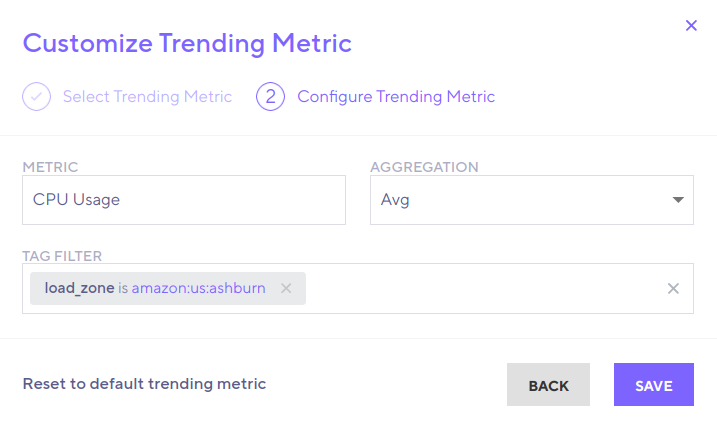 Customize Trending Metric
Select Trending Metric 2 Configure Trending Metric
METRIC AGGREGATION
CPU Usage Avg
TAG FILTER
load_zone is amazon:us:ashburn
Reset to default trending metric BACK SAVE